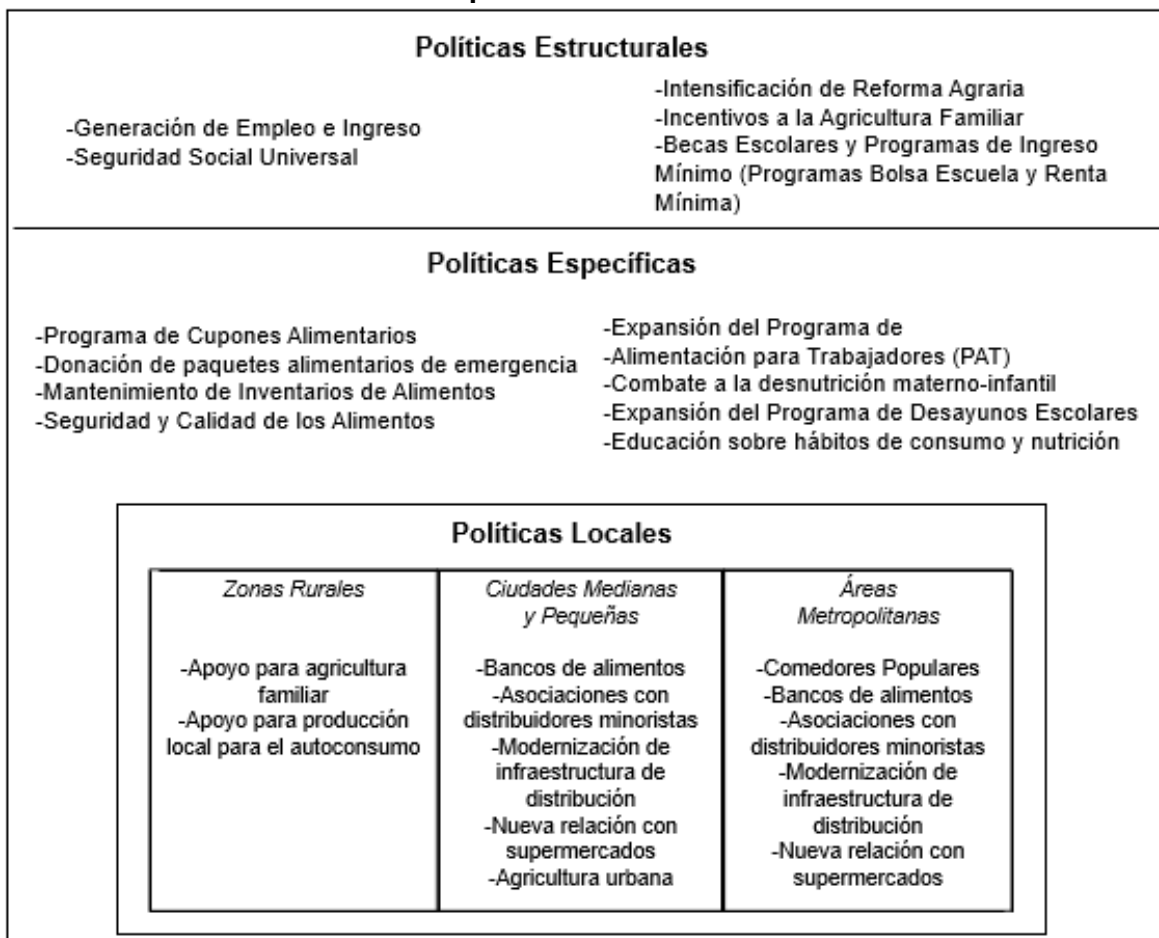 Políticas Estructurales
-Generación de Empleo e Ingreso
-Seguridad Social Universal
-Intensificación de Reforma Agraria
-Incentivos a la Agricultura Familiar
-Becas Escolares y Programas de Ingreso
Mínimo (Programas Bolsa Escuela y Renta
Mínima)
Políticas Específicas
-Programa de Cupones Alimentarios
-Donación de paquetes alimentarios de emergencia
-Mantenimiento de Inventarios de Alimentos
-Seguridad y Calidad de los Alimentos
-Expansión del Programa de
-Alimentación para Trabajadores (PAT)
-Combate a la desnutrición materno-infantil
-Expansión del Programa de Desayunos Escolares
-Educación sobre hábitos de consumo y nutrición
Políticas Locales
Zonas Rurales
-Apoyo para agricultura
familiar
-Apoyo para producción
local para el autoconsumo
Ciudades Medianas
y Pequeñas
-Bancos de alimentos
-Asociaciones con
distribuidores minoristas
-Modernización de
infraestructura de
distribución
-Nueva relación con
supermercados
-Agricultura urbana
Áreas
Metropolitanas
-Comedores Populares
-Bancos de alimentos
-Asociaciones con
distribuidores minoristas
-Modernización de
infraestructura de
distribución
-Nueva relación con
supermercados